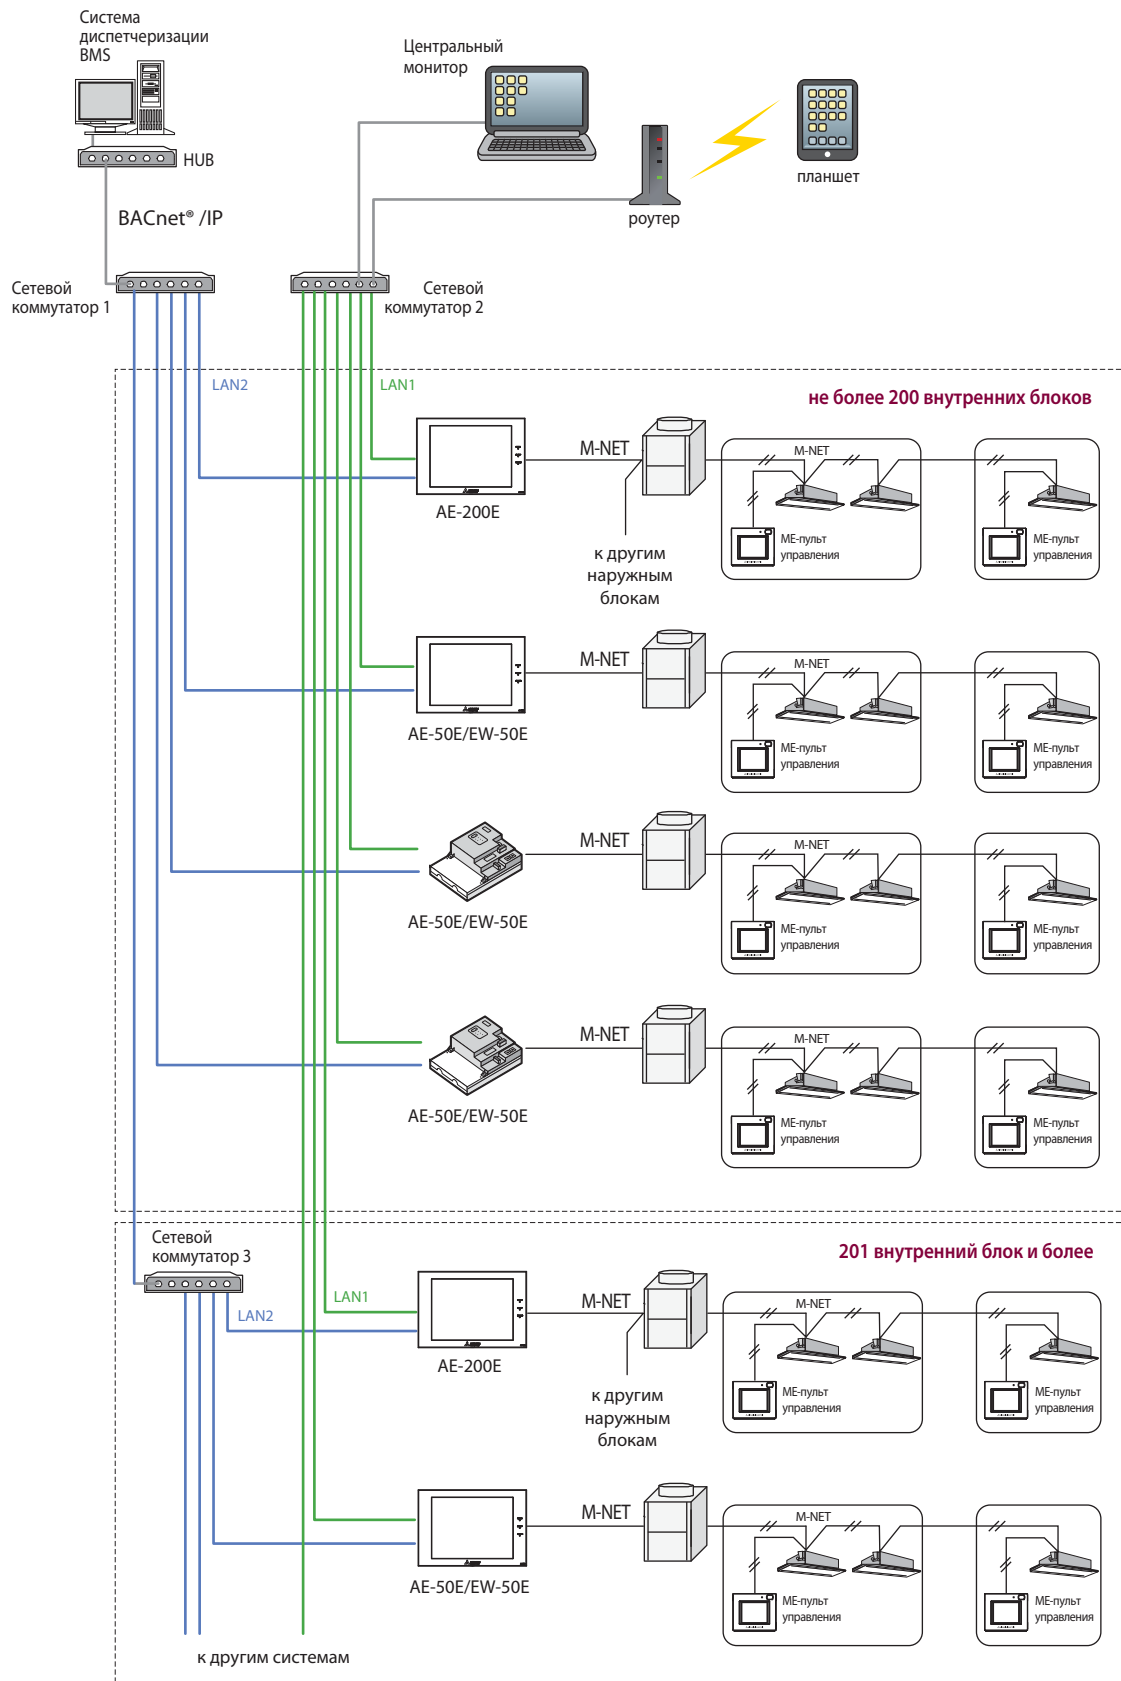 Система
диспетчеризации
BMS
HUB
BACnet® /IP
Центральный
монитор
роутер
планшет
Сетевой
коммутатор 1
Сетевой
коммутатор 2
LAN2
LAN1
не более 200 внутренних блоков
AE-200E
M-NET
к другим
наружным
блокам
M-NET
МЕ-пульт
управления
МЕ-пульт
управления
AE-50E/EW-50E
M-NET
M-NET
МЕ-пульт
управления
МЕ-пульт
управления
AE-50E/EW-50E
M-NET
M-NET
МЕ-пульт
управления
МЕ-пульт
управления
AE-50E/EW-50E
M-NET
M-NET
МЕ-пульт
управления
МЕ-пульт
управления
Сетевой
коммутатор 3
201 внутренний блок и более
LAN1
LAN2
AE-200E
M-NET
к другим
наружным
блокам
M-NET
МЕ-пульт
управления
МЕ-пульт
управления
AE-50E/EW-50E
M-NET
M-NET
МЕ-пульт
управления
МЕ-пульт
управления
к другим системам